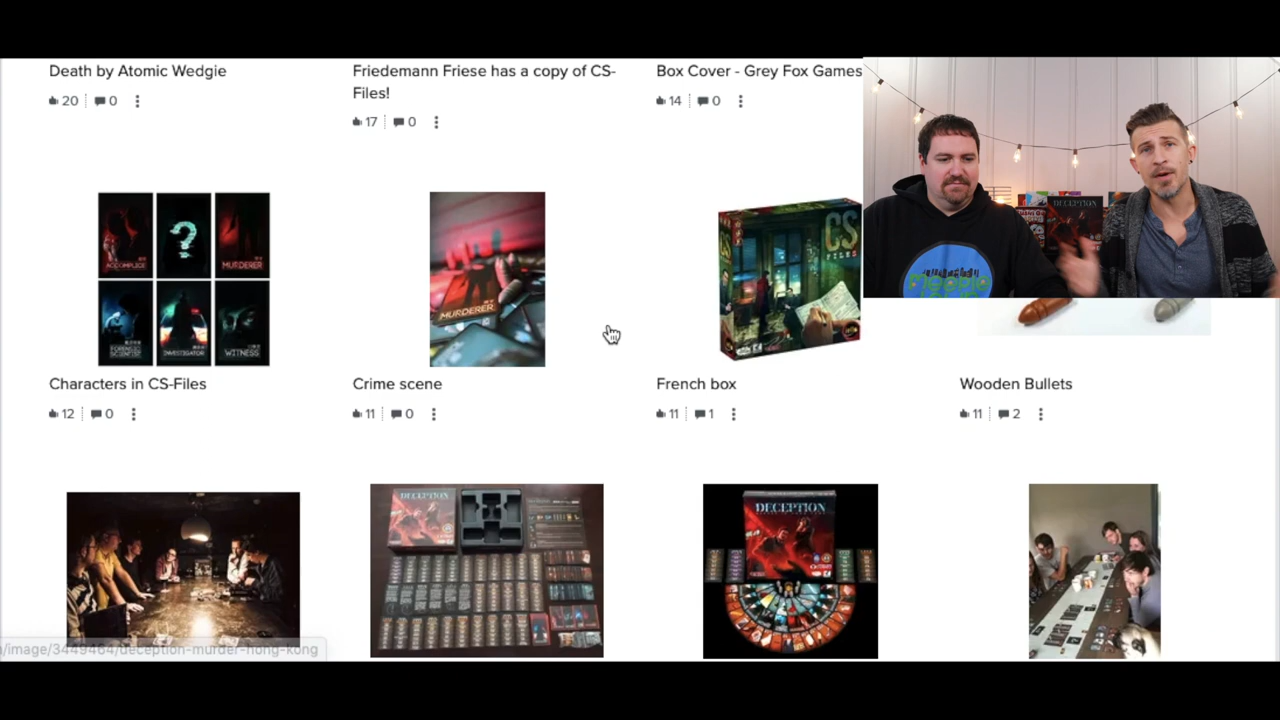 Death by Atomic Wedgie
20
0
Friedemann Friese has a copy of CS-
Files!
17
0
Box Cover - Grey Fox Games
14
0
DECEPTION
ACCOMPLICE
?
MURDERER
FORENSIC
SCIENTIST
INVESTIGATOR
WITNESS
MURDERER
CS
FILES
Characters in CS-Files
12
0
Crime scene
11
0
French box
11
1
Wooden Bullets
11
2
DECEPTION
DECEPTION
/image/3449464/deception-murder-hong-kong